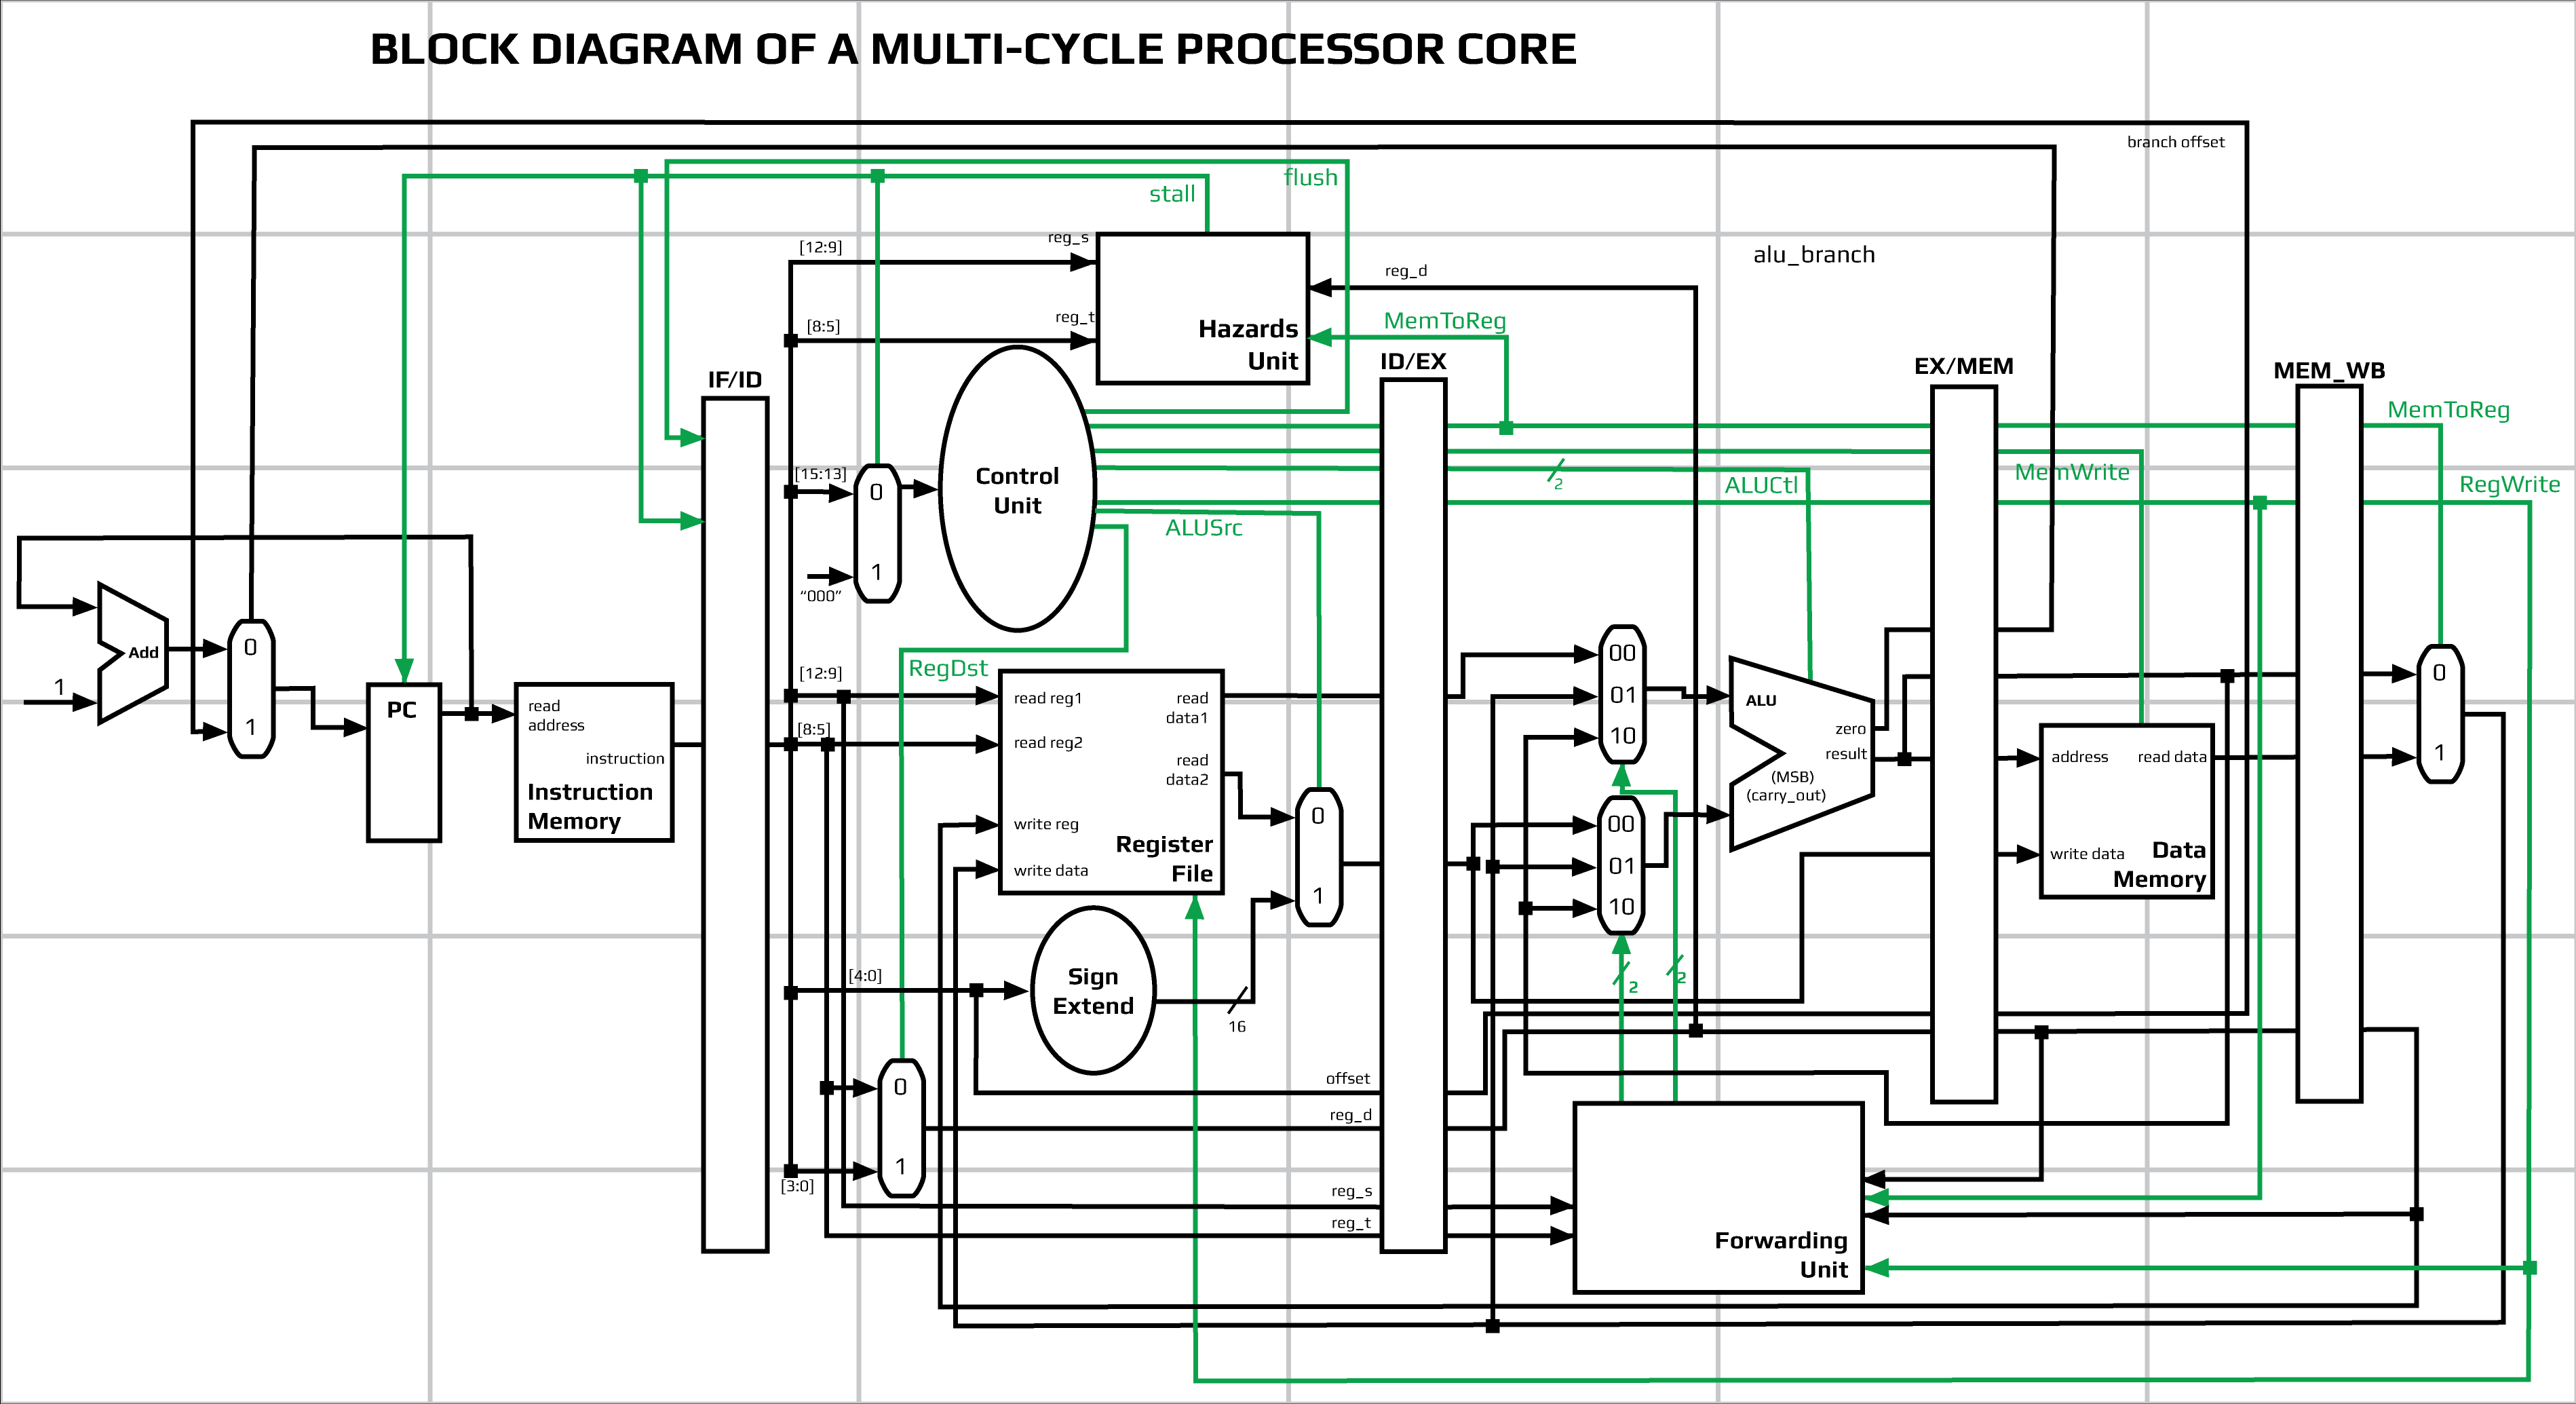 BLOCK DIAGRAM OF A MULTI-CYCLE PROCESSOR CORE
branch offset
stall
flush
[12:9]
reg_s
reg_d
alu_branch
[8:5]
reg_t
MemToReg
Hazards
Unit
IF/ID
ID/EX
EX/MEM
MEM_WB
MemToReg
[15:13]
0
1
"000"
Control
Unit
2
ALUCtl
MemWrite
RegWrite
ALUSrc
1
Add
0
1
PC
read
address
instruction
Instruction
Memory
[12:9]
[8:5]
RegDst
read reg1
read reg2
write reg
write data
read
data1
read
data2
Register
File
0
1
00
01
10
00
01
10
ALU
zero
result
(MSB)
(carry_out)
address
read data
write data
Data
Memory
0
1
[4:0]
Sign
Extend
16
2
2
0
1
[3:0]
offset
reg_d
reg_s
reg_t
Forwarding
Unit